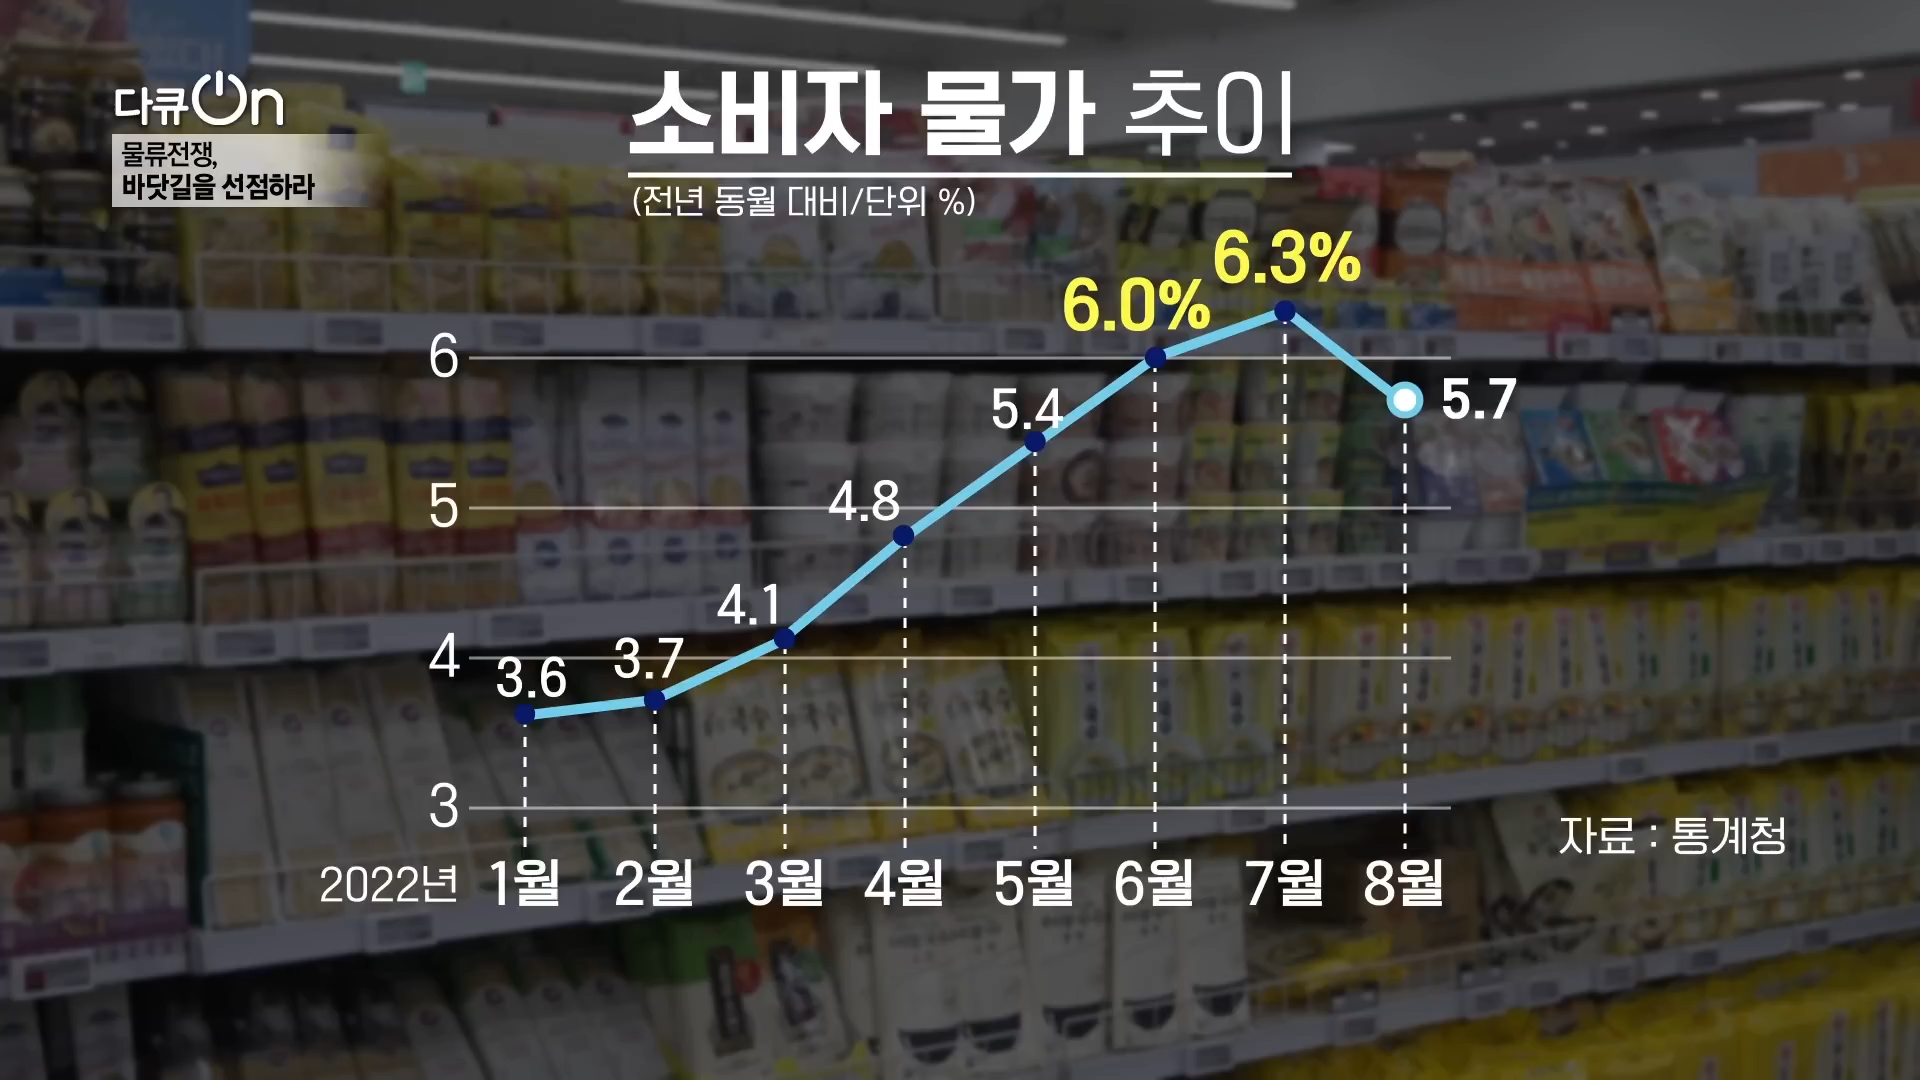 다큐On
물류전쟁,
바닷길을 선점하라
소비자 물가 추이
(전년 동월 대비/단위 %)
6.3%
6.0%
6
5.7
5.4
5
4.8
4.1
4
3.7
3.6
3
자료 : 통계청
2022년 1월 2월 3월 4월 5월 6월 7월 8월